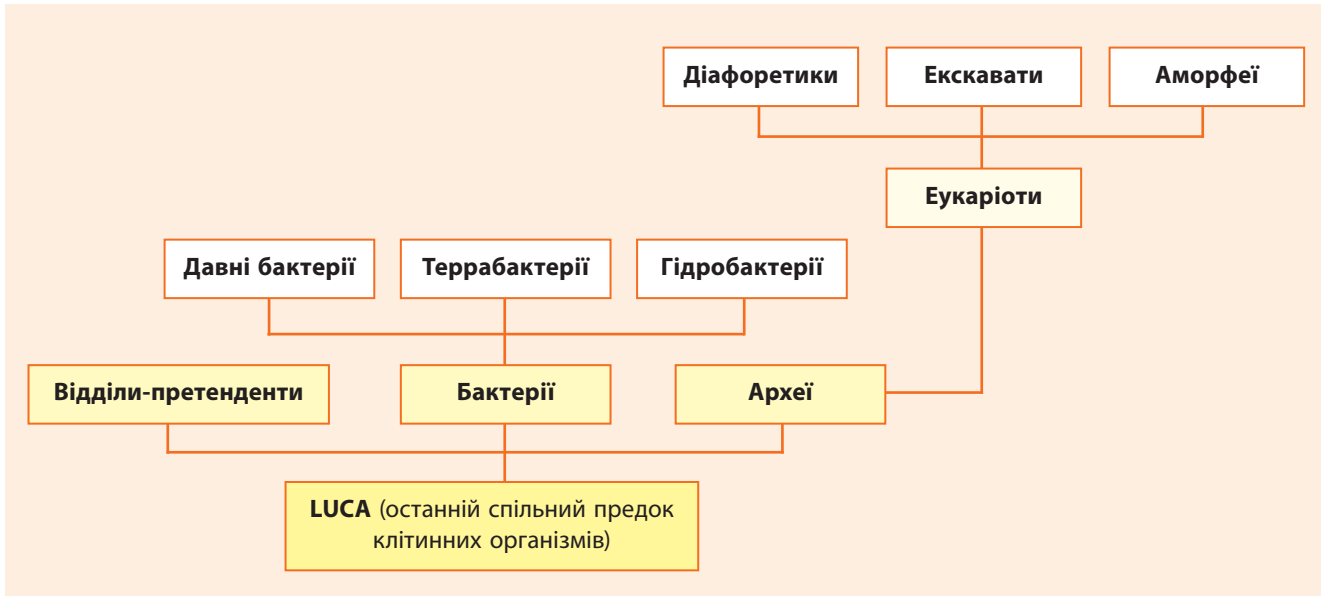 Діафоретики
Екскавати
Аморфеї
Еукаріоти
Давні бактерії
Террабактерії
Гідробактерії
Відділи-претенденти
Бактерії
Археї
LUCA (останній спільний предок
клітинних організмів)